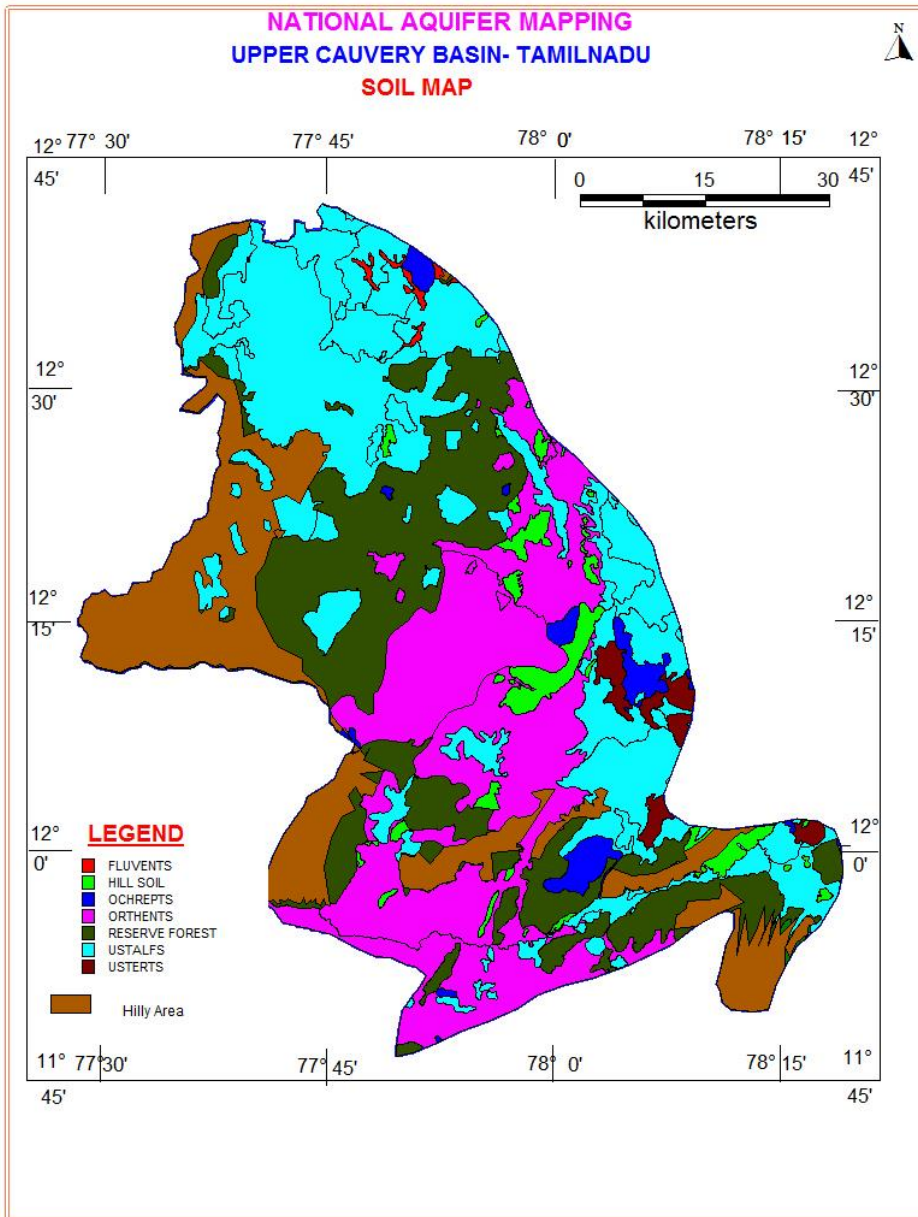 NATIONAL AQUIFER MAPPING
UPPER CAUVERY BASIN- TAMILNADU
SOIL MAP
N
12° 77° 30' 77° 45' 78° 0' 78° 15' 12°
45' 45'
0 15 30
kilometers
12° 12°
30' 30'
12° 12°
15' 15'
12° 12°
0' 0'
LEGEND
FLUVENTS
HILL SOIL
OCHREPTS
ORTHENTS
RESERVE FOREST
USTALFS
USTERTS
Hilly Area
11° 77° 30' 77° 45' 78° 0' 78° 15' 11°
45' 45'